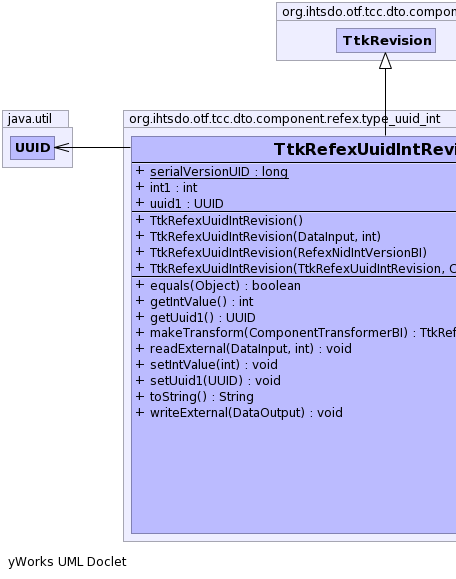 org.ihtsdo.otf.tcc.dto.compone
TtkRevision
java.util
UUID
org.ihtsdo.otf.tcc.dto.component.refex.type_uuid_int
TtkRefexUuidIntRevi
+ serialVersionUID : long
+ int1 : int
+ uuid1 : UUID
+ TtkRefexUuidIntRevision()
+ TtkRefexUuidIntRevision(DataInput, int)
+ TtkRefexUuidIntRevision(RefexNidIntVersionBI)
+ TtkRefexUuidIntRevision(TtkRefexUuidIntRevision, C
+ equals(Object) : boolean
+ getIntValue() : int
+ getUuid1() : UUID
+ makeTransform(ComponentTransformerBI) : TtkRef
+ readExternal(DataInput, int) : void
+ setIntValue(int) : void
+ setUuid1(UUID) : void
+ toString() : String
+ writeExternal(DataOutput) : void
yWorks UML Doclet